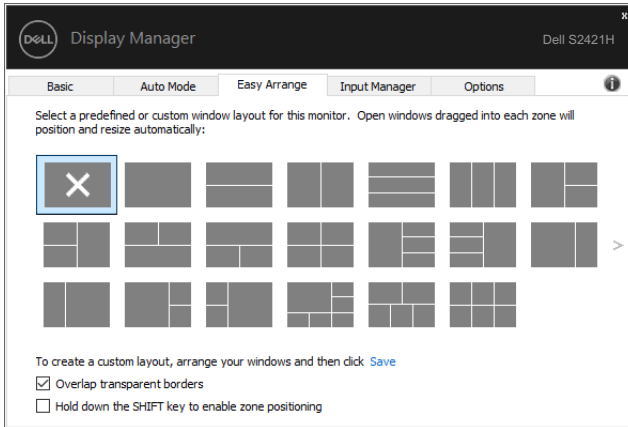 DELL Display Manager Dell S2421H
Basic Auto Mode Easy Arrange Input Manager Options
Select a predefined or custom window layout for this monitor. Open windows dragged into each zone will
position and resize automatically:
To create a custom layout, arrange your windows and then click Save
Overlap transparent borders
Hold down the SHIFT key to enable zone positioning